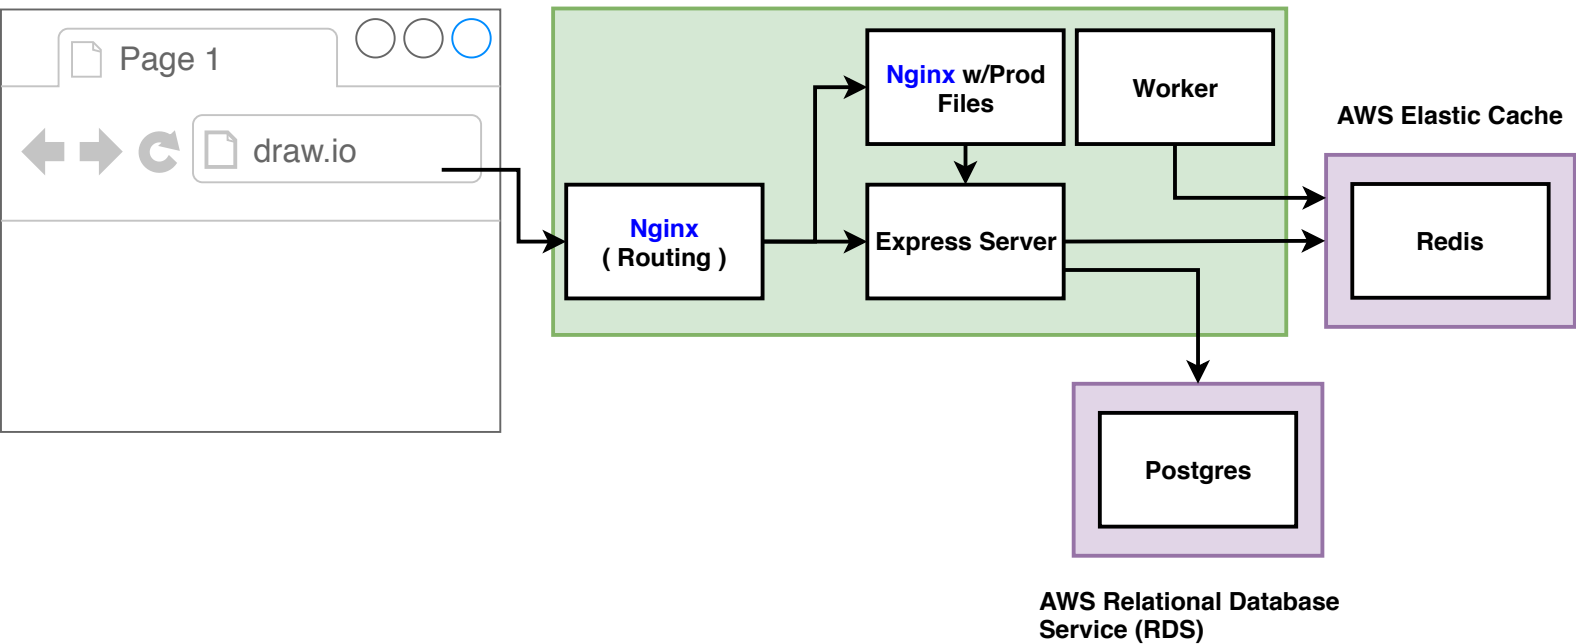 Page 1
draw.io
Nginx
( Routing )
Nginx w/Prod
Files
Worker
Express Server
AWS Elastic Cache
Redis
Postgres
AWS Relational Database
Service (RDS)